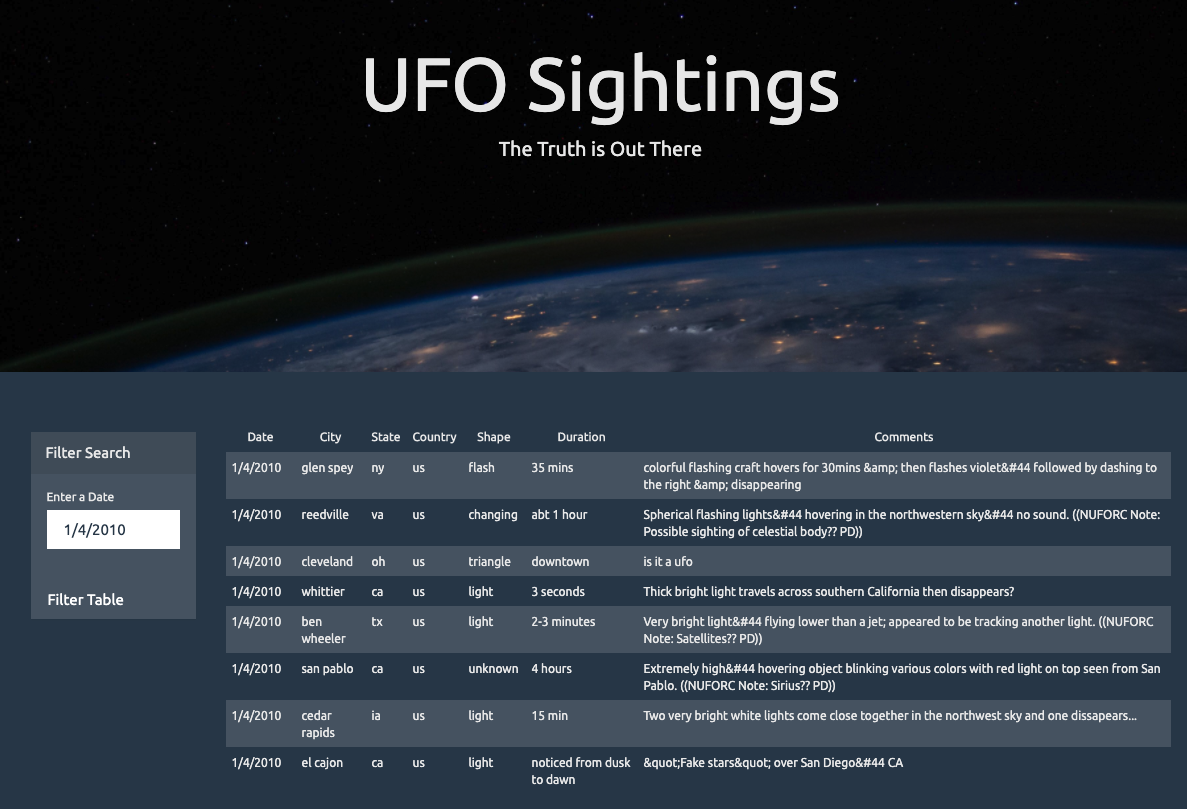 UFO Sightings
The Truth is Out There
Filter Search
Enter a Date
1/4/2010
Filter Table
Date City State Country Shape Duration Comments
1/4/2010 glen spey ny us flash 35 mins colorful flashing craft hovers for 30mins &amp; then flashes violet&#44 followed by dashing to
the right &amp; disappearing
1/4/2010 reedville va us changing abt 1 hour Spherical flashing lights&#44 hovering in the northwestern sky&#44 no sound. ((NUFORC Note:
Possible sighting of celestial body?? PD))
1/4/2010 cleveland oh us triangle downtown is it a ufo
1/4/2010 whittier ca us light 3 seconds Thick bright light travels across southern California then disappears?
1/4/2010 ben tx us light 2-3 minutes Very bright light&#44 flying lower than a jet; appeared to be tracking another light. ((NUFORC
wheeler Note: Satellites?? PD))
1/4/2010 san pablo ca us unknown 4 hours Extremely high&#44 hovering object blinking various colors with red light on top seen from San
Pablo. ((NUFORC Note: Sirius?? PD))
1/4/2010 cedar ia us light 15 min Two very bright white lights come close together in the northwest sky and one dissapears...
rapids
1/4/2010 el cajon ca us light noticed from dusk &quot;Fake stars&quot; over San Diego&#44 CA
to dawn